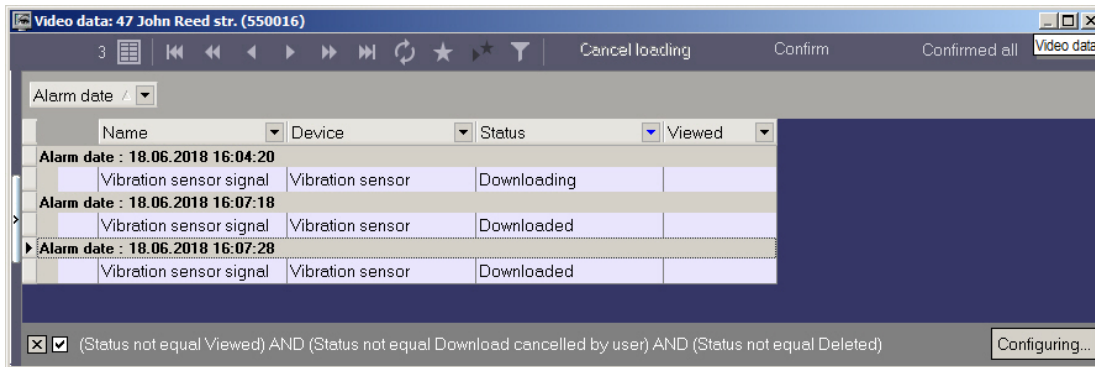 Video data: 47 John Reed str. (550016)
3 Cancel loading Confirm Confirmed all Video data
Alarm date
Name Device Status Viewed
Alarm date : 18.06.2018 16:04:20
Vibration sensor signal Vibration sensor Downloading
Alarm date : 18.06.2018 16:07:18
Vibration sensor signal Vibration sensor Downloaded
Alarm date : 18.06.2018 16:07:28
Vibration sensor signal Vibration sensor Downloaded
(Status not equal Viewed) AND (Status not equal Download cancelled by user) AND (Status not equal Deleted) Configuring...